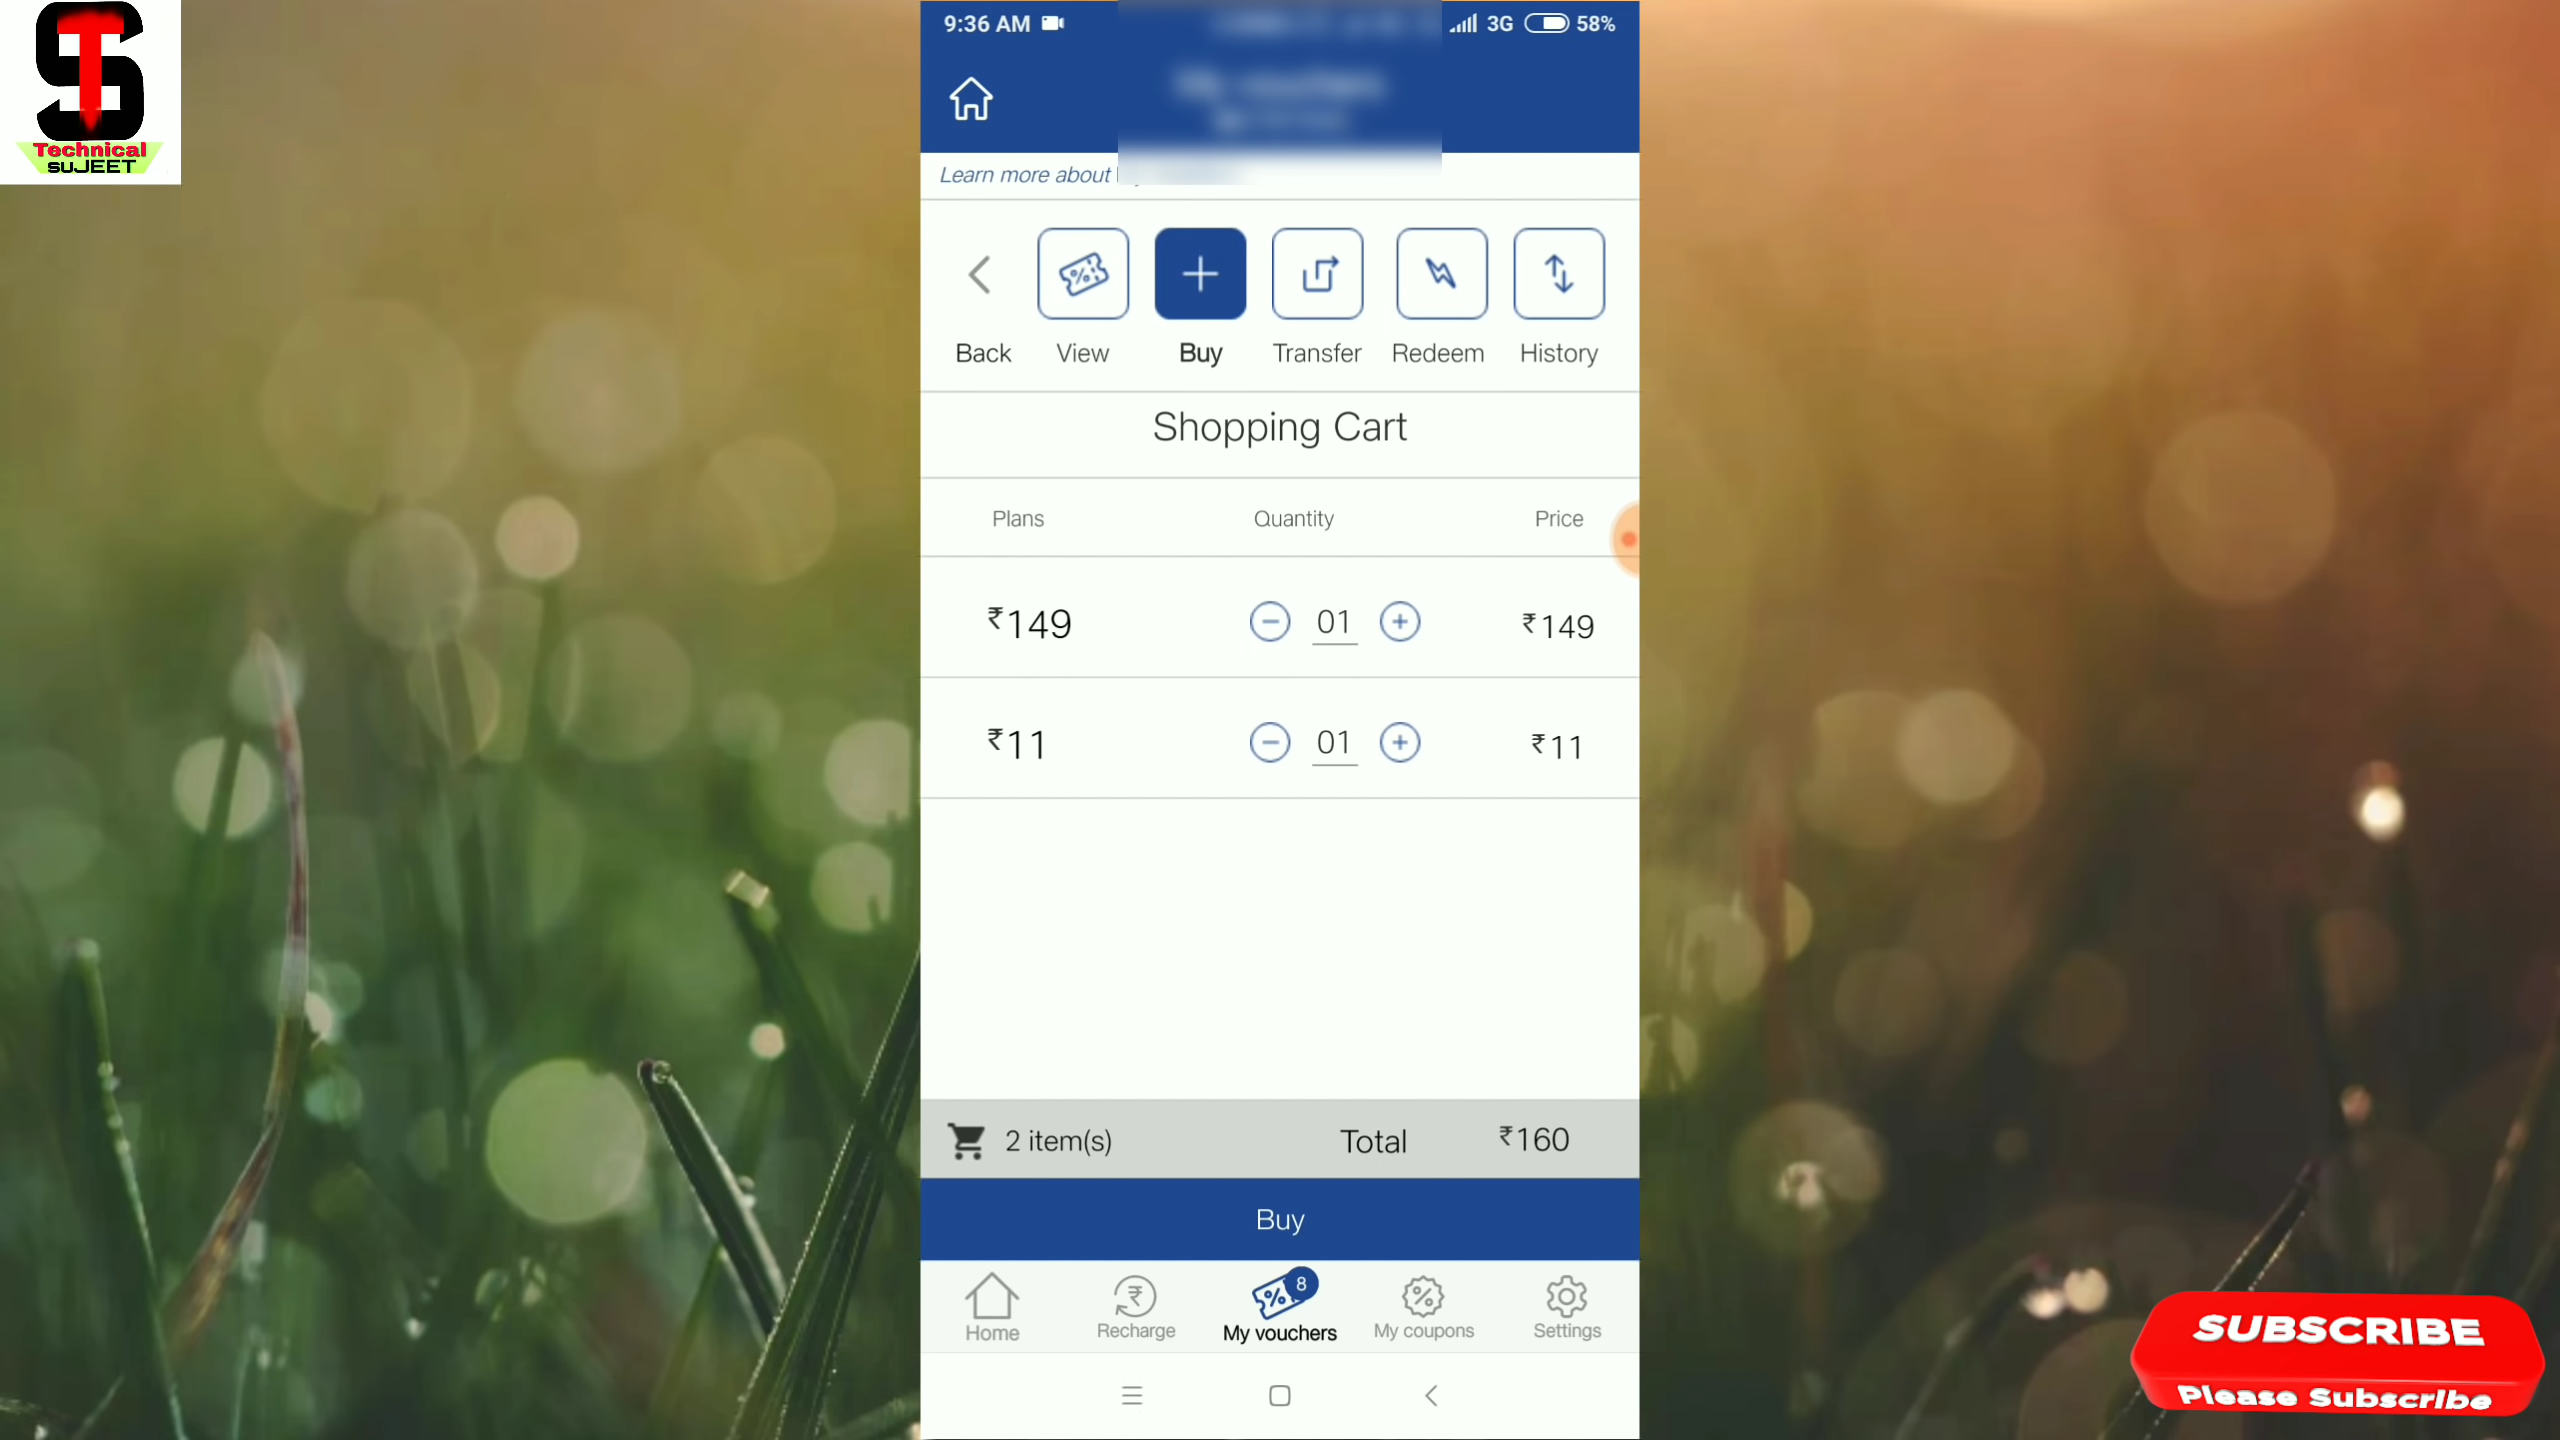 Technical
SUJEET
9:36 AM
3G
58%
Learn more about
Back
View
Buy
Transfer
Redeem
History
Shopping Cart
Plans
Quantity
Price
₹149
01
₹149
₹11
01
₹11
2 item(s)
Total
₹160
Buy
8
Home
Recharge
My vouchers
My coupons
Settings
SUBSCRIBE
Please Subscribe